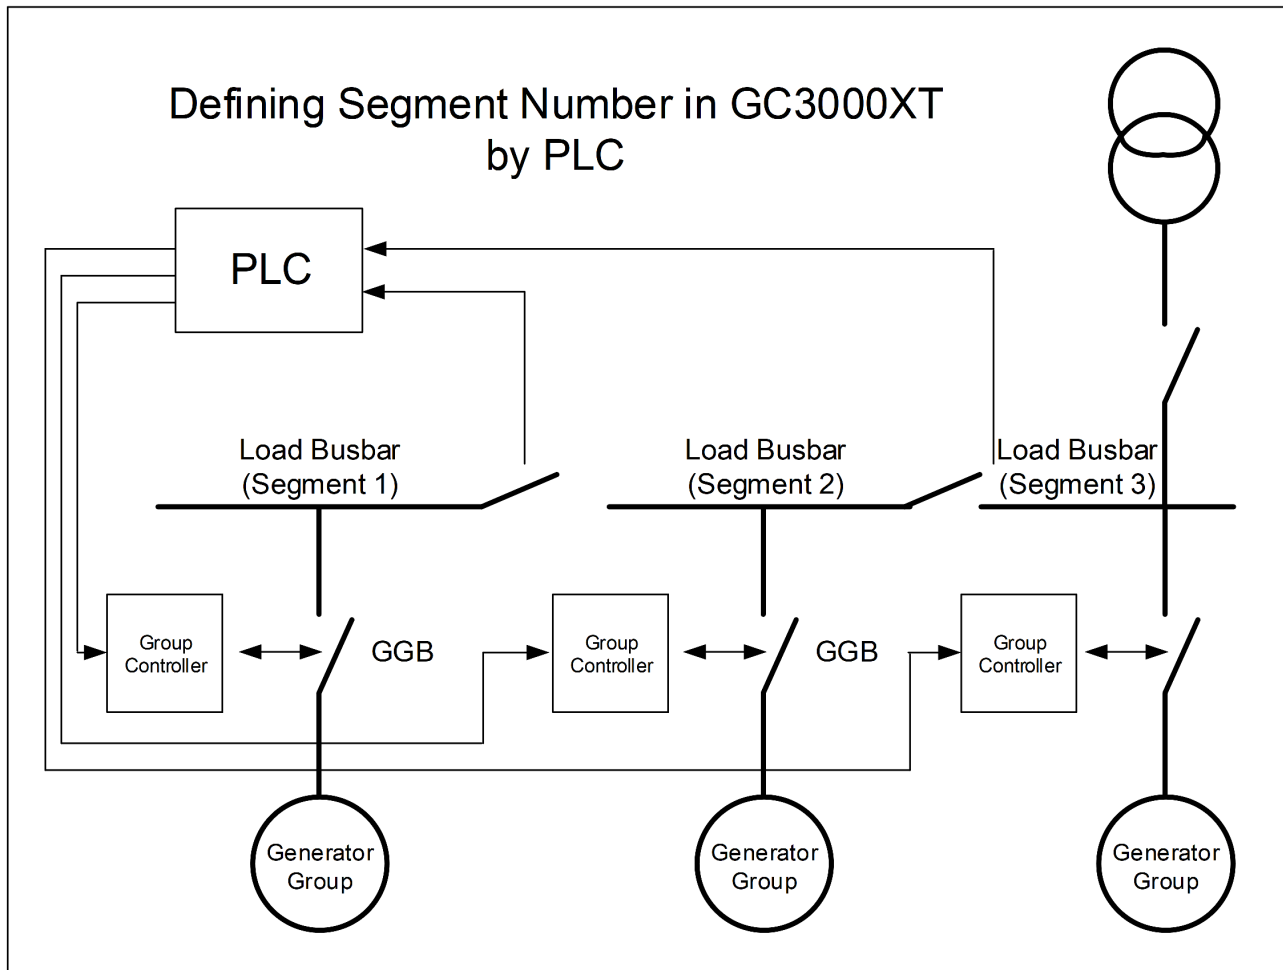 Defining Segment Number in GC3000XT
by PLC
PLC
Load Busbar
(Segment 1)
Load Busbar
(Segment 2)
Load Busbar
(Segment 3)
Group
Controller
GGB
Group
Controller
GGB
Group
Controller
Generator
Group
Generator
Group
Generator
Group